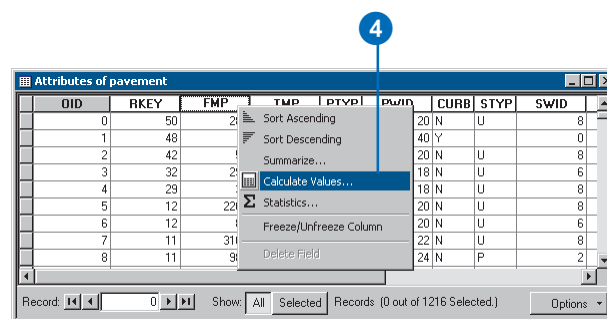 4
Attributes of pavement
OID RKEY FMP TMP PTYP PWID CURB STYP SWID
0 50 20 N U 8
1 48 40 Y 0
2 42 20 N U 8
3 32 18 N U 6
4 29 18 N U 8
5 12 20 N U 8
6 12 20 N U 6
7 11 22 N U 8
8 11 24 N P 2
Sort Ascending
Sort Descending
Summarize...
Calculate Values...
Σ Statistics...
Freeze/Unfreeze Column
Delete Field
Record: 0 Show: All Selected Records (0 out of 1216 Selected.) Options